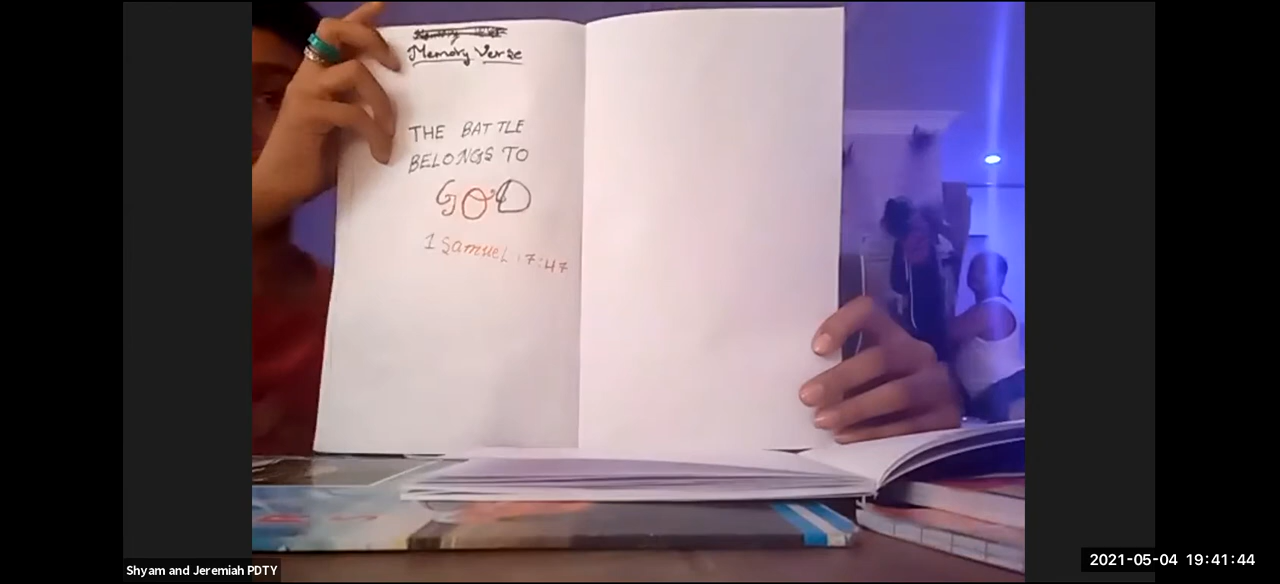 Memory Verse
THE BATTLE
BELONGS TO
GOD
1 Samuel 17:47
Shyam and Jeremiah PDTY
2021-05-04 19:41:44